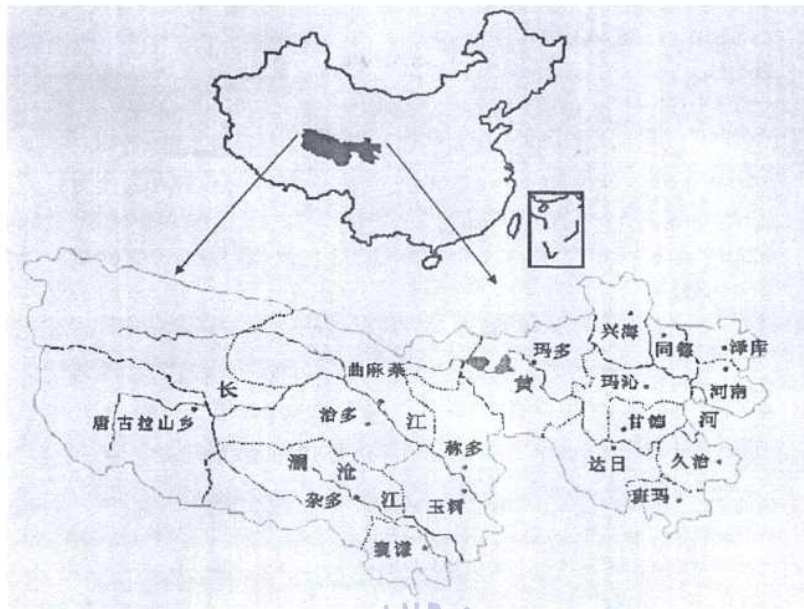 兴海
同德
泽库
玛多
曲麻莱
黄
玛沁
河南
长
治多
江
甘德
河
唐古拉山乡
称多
澜
沧
达日
久治
杂多
江
玉树
班玛
囊谦